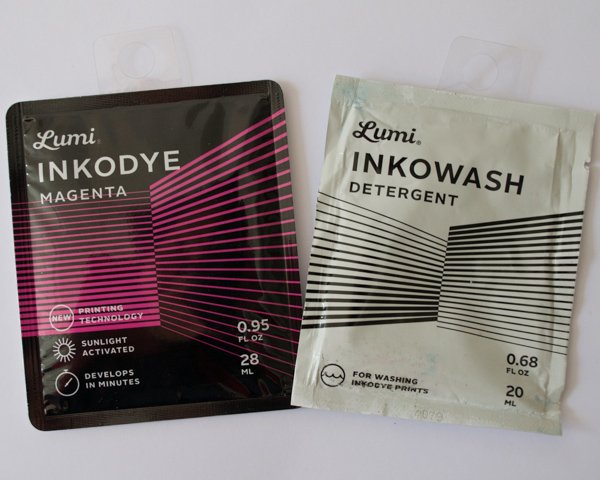 Lumi®
INKODYE
MAGENTA
NEW
PRINTING
TECHNOLOGY
SUNLIGHT
ACTIVATED
DEVELOPS
IN MINUTES
0.95
FL OZ
28
ML
Lumi®
INKOWASH
DETERGENT
FOR WASHING
INKODYE PRINTS
0.68
FL OZ
20
ML